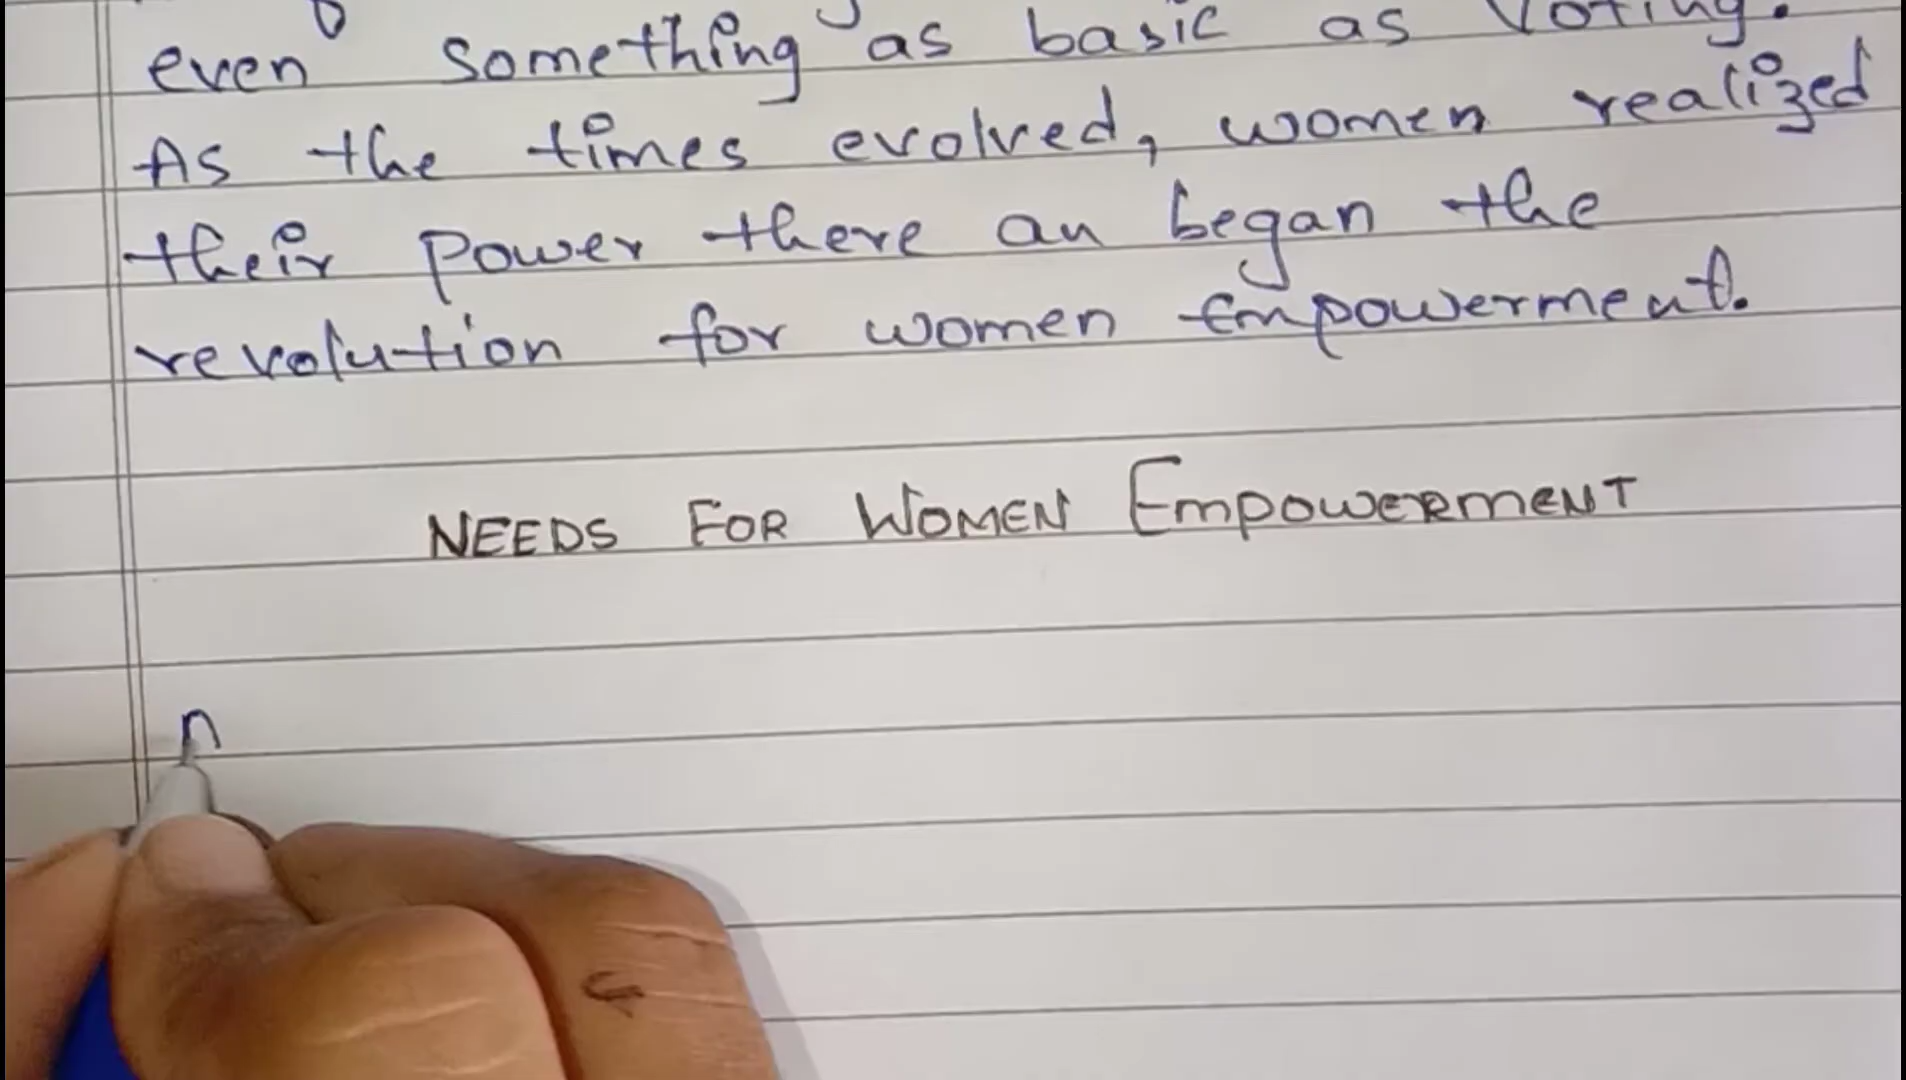 even something as basic as voting.
As the times evolved, women realized
their power there an began the
revolution for women Empowerment.
NEEDS FOR WOMEN EMPOWERMENT
n